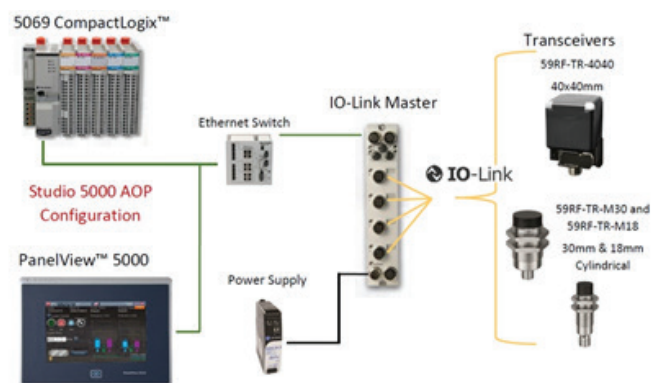 5069 CompactLogix™
Transceivers
59RF-TR-4040
40x40mm
IO-Link Master
Ethernet Switch
IO-Link
Studio 5000 AOP
Configuration
59RF-TR-M30 and
59RF-TR-M18
30mm & 18mm
Cylindrical
PanelView™ 5000
Power Supply